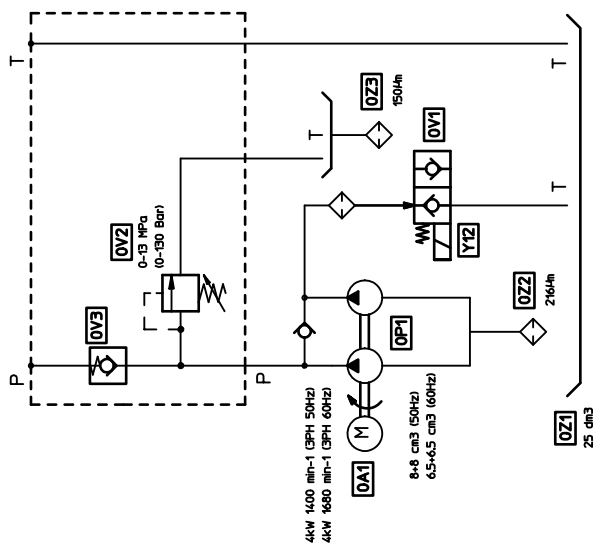 P
T
0V3
0V2
0-13 MPa
(0-130 Bar)
P
4kW 1400 min-1 (3PH 50Hz)
4kW 1680 min-1 (3PH 60Hz)
T
0Z3
150Hm
M
0A1
0P1
8+8 cm3 (50Hz)
6.5+6.5 cm3 (60Hz)
0V1
Y12
0Z2
216Hm
T
T
0Z1
25 dm3